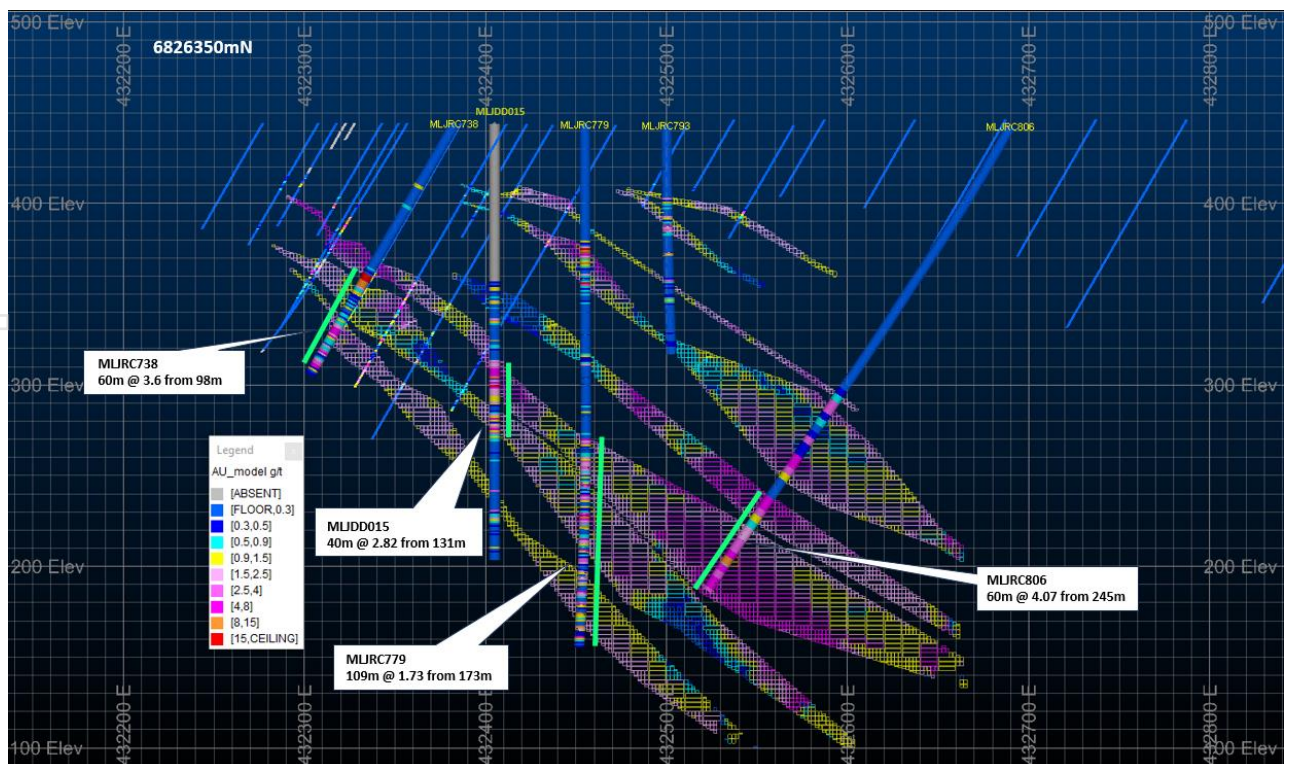 500 Elev
500 Elev
6826350mN
432200 E
432300 E
432400 E
432500 E
432600 E
432700 E
432800 E
MLJDD015
MLJRC738
MLJRC779
MLJRC793
MLJRC806
400 Elev
400 Elev
MLJRC738
60m @ 3.6 from 98m
300 Elev
300 Elev
Legend
AU_model g/t
[ABSENT]
[FLOOR,0.3]
[0.3,0.5]
[0.5,0.9]
[0.9,1.5]
[1.5,2.5]
[2.5,4]
[4,8]
[8,15]
[15,CEILING]
MLJDD015
40m @ 2.82 from 131m
200 Elev
200 Elev
MLJRC806
60m @ 4.07 from 245m
MLJRC779
109m @ 1.73 from 173m
432200 E
432300 E
432400 E
432500 E
432600 E
432700 E
432800 E
100 Elev
100 Elev